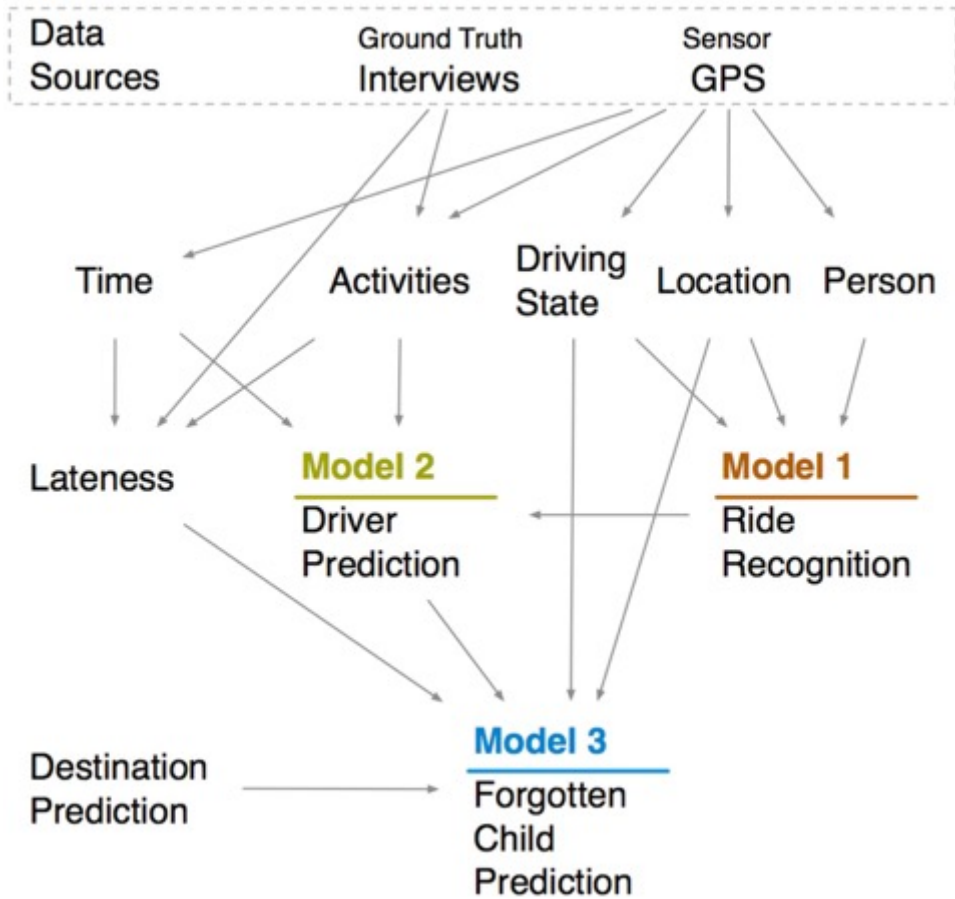 Data
Sources
Ground Truth
Interviews
Sensor
GPS
Time
Activities
Driving
State
Location
Person
Lateness
Model 2
Driver
Prediction
Model 1
Ride
Recognition
Destination
Prediction
Model 3
Forgotten
Child
Prediction